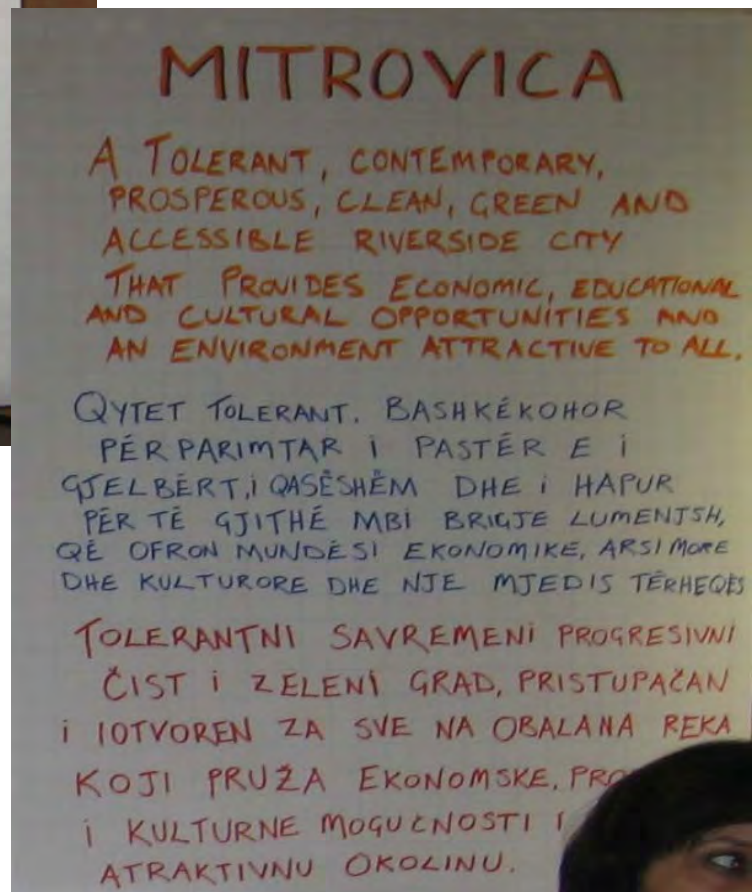 MITROVICA
A TOLERANT, CONTEMPORARY,
PROSPEROUS, CLEAN, GREEN AND
ACCESSIBLE RIVERSIDE CITY
THAT PROVIDES ECONOMIC, EDUCATIONAL
AND CULTURAL OPPORTUNITIES AND
AN ENVIRONMENT ATTRACTIVE TO ALL.
QYTET TOLERANT. BASHKËKOHOR
PËRPARIMTAR i PASTËR E i
GJELBËRT, i QASËSHËM DHE i HAPUR
PËR TË GJITHË MBI BRIGJE LUMENJSH,
QË OFRON MUNDËSI EKONOMIKE, ARSIMORE
DHE KULTURORE DHE NJE MJEDIS TËRHEQËS
TOLERANTNI SAVREMENI PROGRESIVNI
ČIST i ZELENI GRAD, PRISTUPAČAN
i IOTVOREN ZA SVE NA OBALANA REKA
KOJI PRUŽA EKONOMSKE,
i KULTURNE MOGUĆNOSTI I
ATRAKTIVNU OKOLINU.